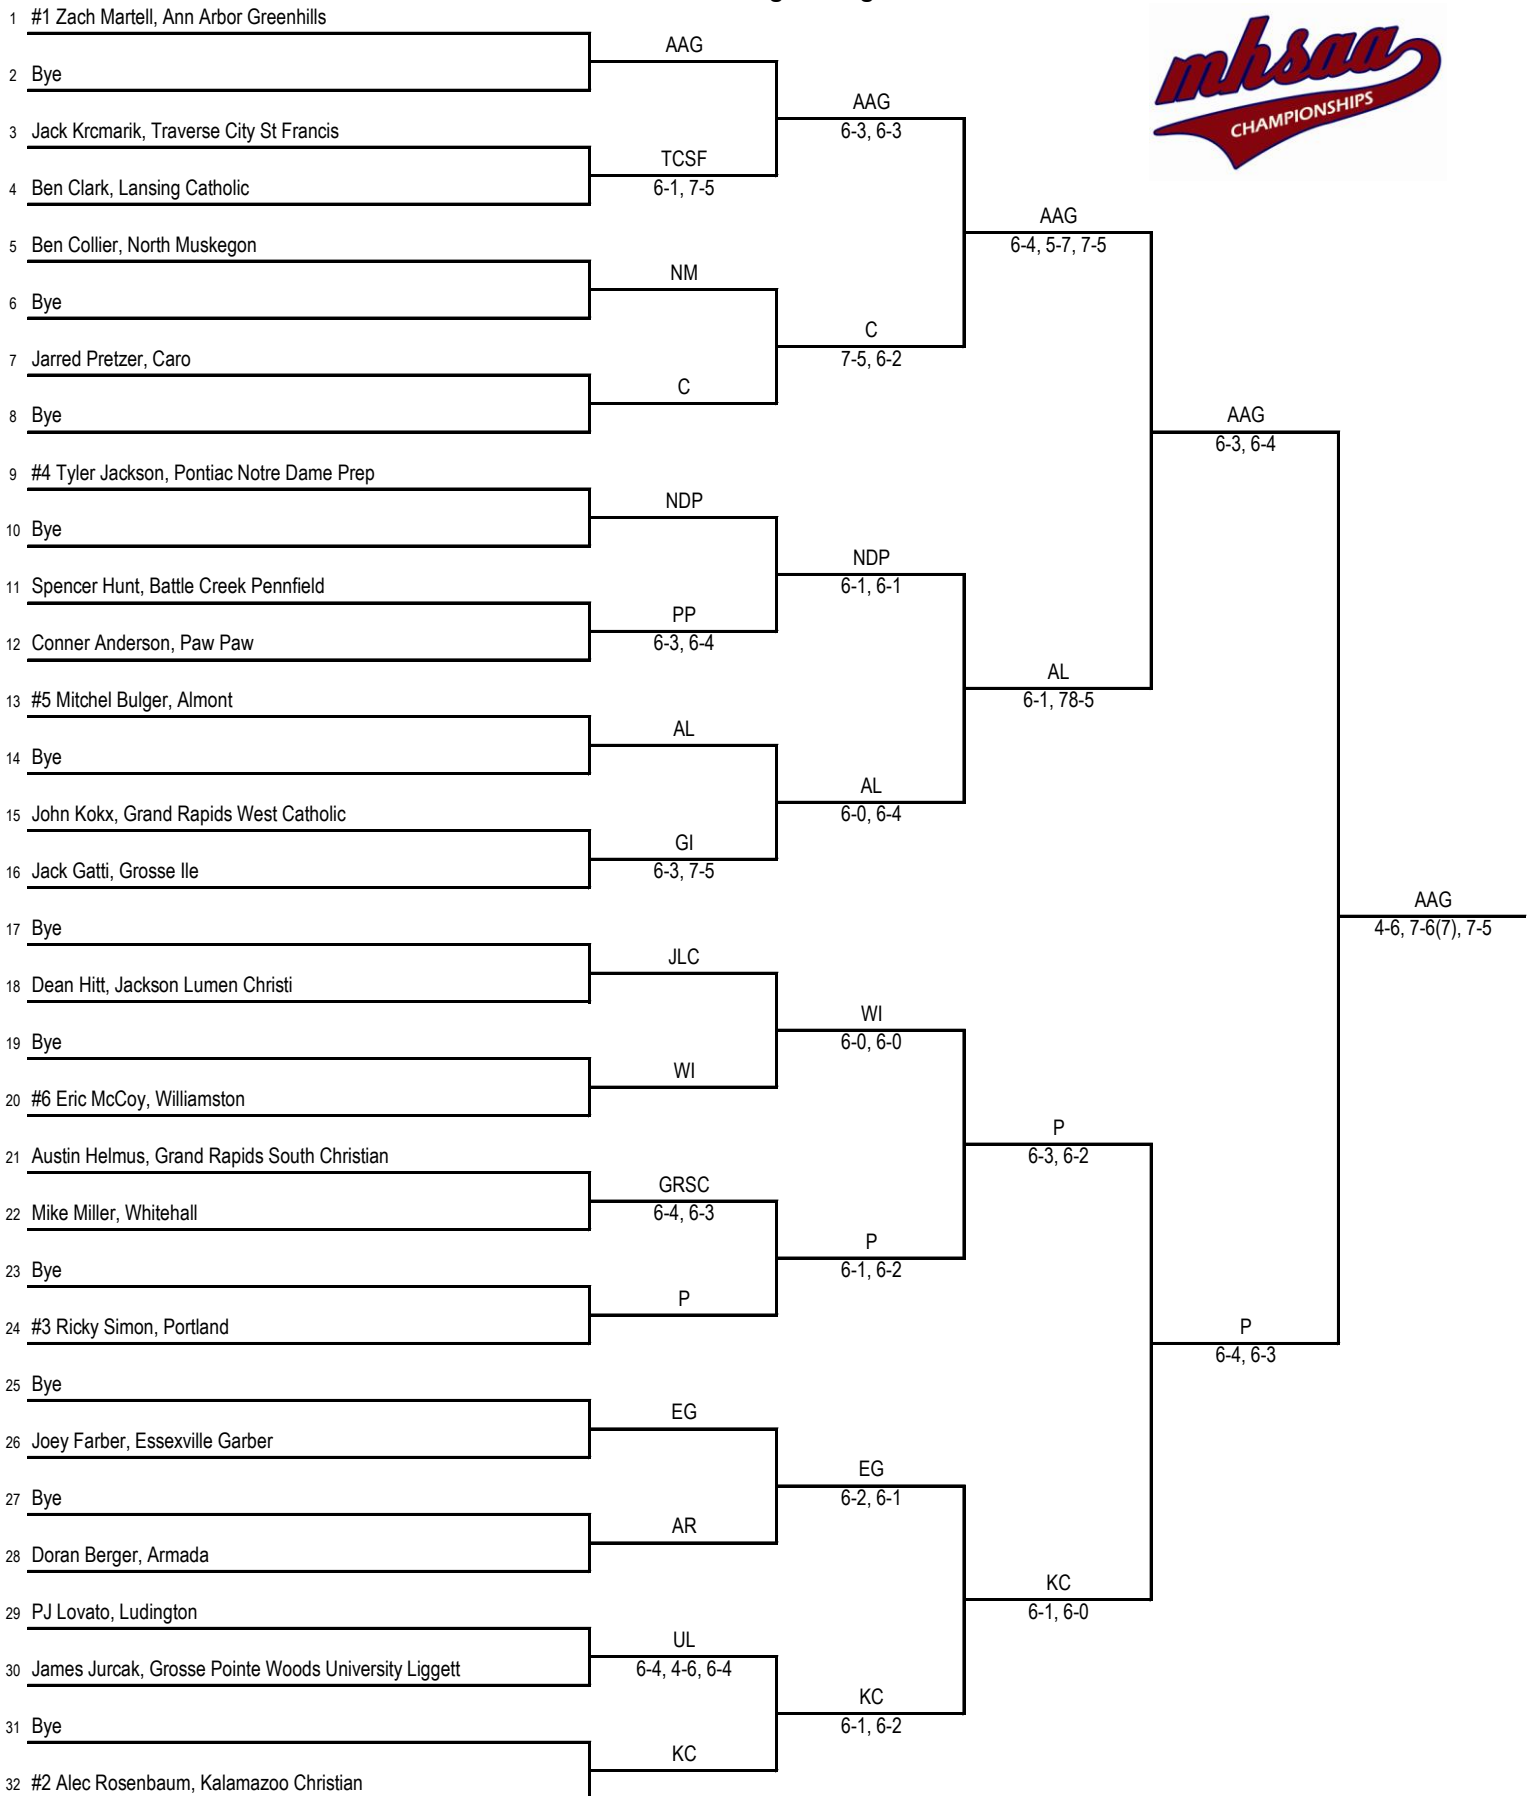 1 #1 Zach Martell, Ann Arbor Greenhills
AAG
2 Bye
AAG
6-3, 6-3
3 Jack Krcmarik, Traverse City St Francis
TCSF
6-1, 7-5
4 Ben Clark, Lansing Catholic
AAG
6-4, 5-7, 7-5
5 Ben Collier, North Muskegon
NM
6 Bye
C
7-5, 6-2
7 Jarred Pretzer, Caro
C
8 Bye
AAG
6-3, 6-4
9 #4 Tyler Jackson, Pontiac Notre Dame Prep
NDP
10 Bye
NDP
6-1, 6-1
11 Spencer Hunt, Battle Creek Pennfield
PP
6-3, 6-4
12 Conner Anderson, Paw Paw
AL
6-1, 78-5
13 #5 Mitchel Bulger, Almont
AL
14 Bye
AL
6-0, 6-4
15 John Kokx, Grand Rapids West Catholic
GI
6-3, 7-5
16 Jack Gatti, Grosse Ile
AAG
4-6, 7-6(7), 7-5
17 Bye
JLC
18 Dean Hitt, Jackson Lumen Christi
WI
6-0, 6-0
19 Bye
WI
20 #6 Eric McCoy, Williamston
P
6-3, 6-2
21 Austin Helmus, Grand Rapids South Christian
GRSC
6-4, 6-3
22 Mike Miller, Whitehall
P
6-1, 6-2
23 Bye
P
24 #3 Ricky Simon, Portland
P
6-4, 6-3
25 Bye
EG
26 Joey Farber, Essexville Garber
EG
6-2, 6-1
27 Bye
AR
28 Doran Berger, Armada
KC
6-1, 6-0
29 PJ Lovato, Ludington
UL
6-4, 4-6, 6-4
30 James Jurcak, Grosse Pointe Woods University Liggett
KC
6-1, 6-2
31 Bye
KC
32 #2 Alec Rosenbaum, Kalamazoo Christian
mhsaa
CHAMPIONSHIPS